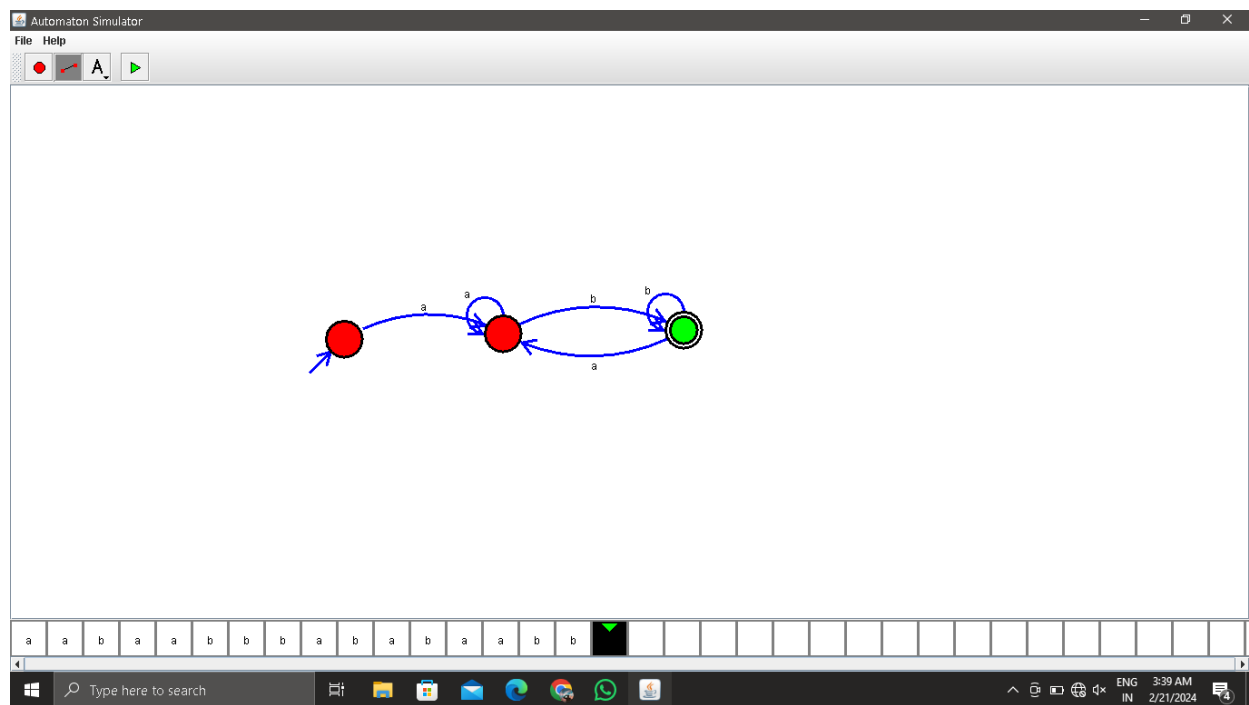 Automaton Simulator
File Help
A
a
a
b
b
a
a a b a a b b b a b a b a a b b
Type here to search
ENG
IN
3:39 AM
2/21/2024
4